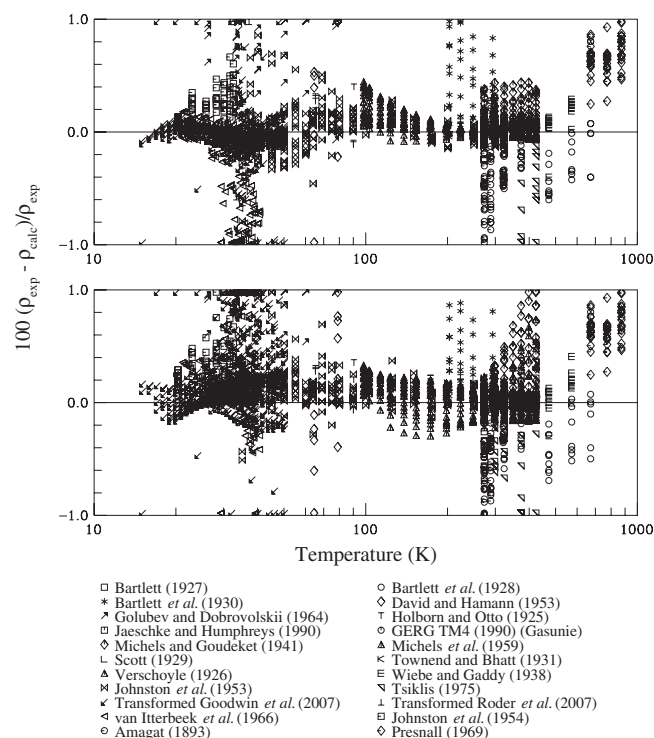 1.0
0.0
−1.0
10
100
1000
1.0
0.0
−1.0
10
100
1000
100 (ρexp - ρcalc)/ρexp
Temperature (K)
Bartlett (1927)
Bartlett et al. (1930)
Golubev and Dobrovolskii (1964)
Jaeschke and Humphreys (1990)
Michels and Goudeket (1941)
Scott (1929)
Verschoyle (1926)
Johnston et al. (1953)
Transformed Goodwin et al. (2007)
van Itterbeek et al. (1966)
Amagat (1893)
Bartlett et al. (1928)
David and Hamann (1953)
Holborn and Otto (1925)
GERG TM4 (1990) (Gasunie)
Michels et al. (1959)
Townend and Bhatt (1931)
Wiebe and Gaddy (1938)
Tsiklis (1975)
Transformed Roder et al. (2007)
Johnston et al. (1954)
Presnall (1969)